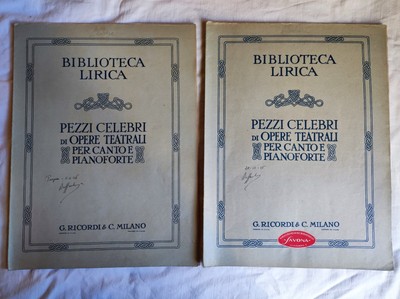 BIBLIOTECA
LIRICA
PEZZI CELEBRI
DI OPERE TEATRALI
PER CANTO E
PIANOFORTE
G. RICORDI & C. MILANO
BIBLIOTECA
LIRICA
PEZZI CELEBRI
DI OPERE TEATRALI
PER CANTO E
PIANOFORTE
G. RICORDI & C. MILANO
SAVONA